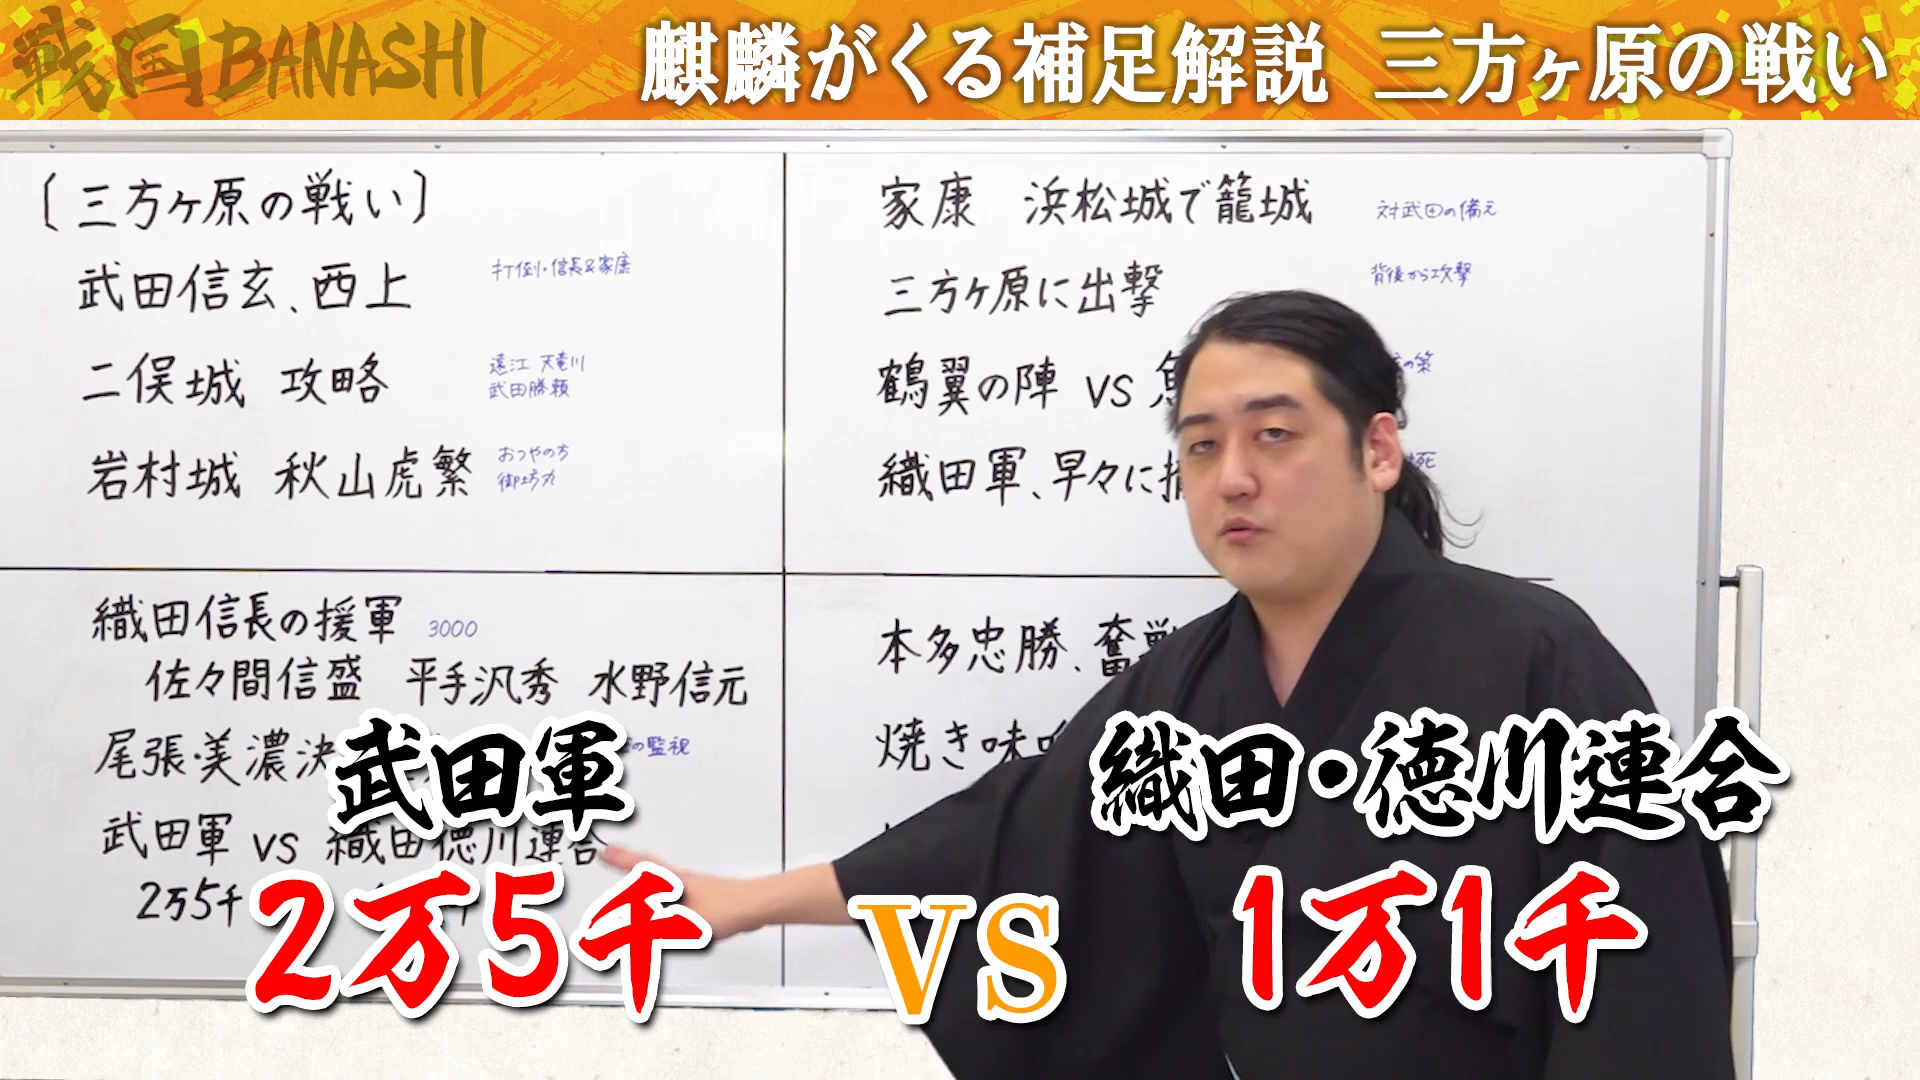 戦国BANASHI
麒麟がくる補足解説 三方ヶ原の戦い
〔三方ヶ原の戦い〕
武田信玄、西上 打倒・信長&家康
二俣城 攻略 遠江 天竜川
武田勝頼
岩村城 秋山虎繁 おつやの方
御坊丸
織田信長の援軍 3000
佐々間信盛 平手汎秀 水野信元
尾張・美濃決 の監視
武田軍 VS 織田徳川連合
2万5千
家康 浜松城で籠城 対武田の備え
三方ヶ原に出撃 背後から攻撃
鶴翼の陣 VS の策
織田軍、早々に 死
本多忠勝、奮戦
焼き味
武田軍 2万5千
VS
織田・徳川連合 1万1千